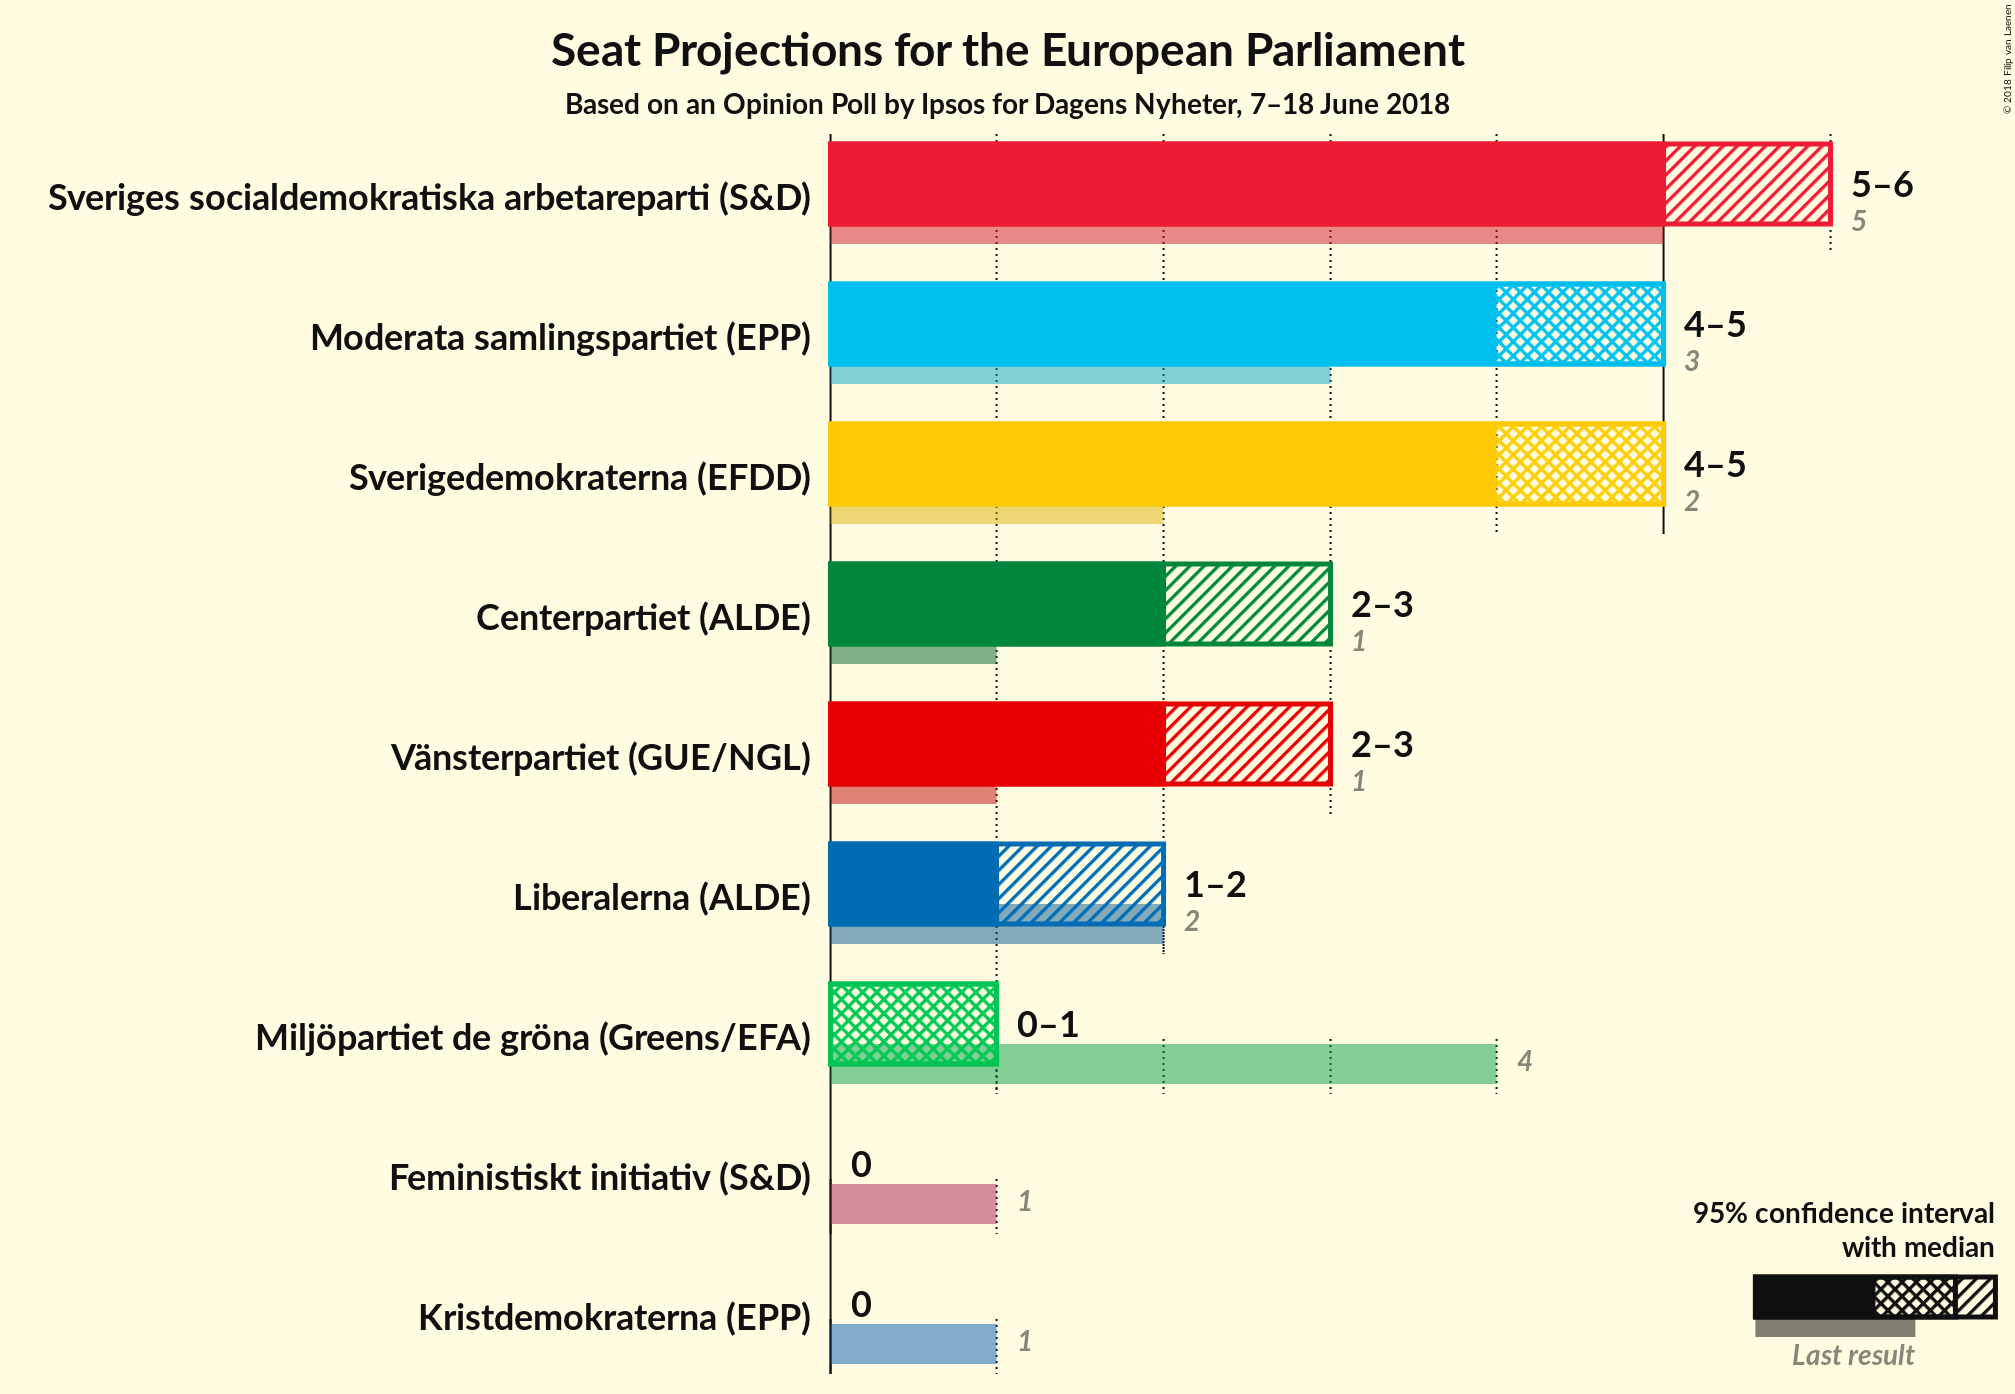 Seat Projections for the European Parliament
Based on an Opinion Poll by Ipsos for Dagens Nyheter, 7–18 June 2018
© 2018 Filip van Laenen
Sveriges socialdemokratiska arbetareparti (S&D)
5–6
5
Moderata samlingspartiet (EPP)
4–5
3
Sverigedemokraterna (EFDD)
4–5
2
Centerpartiet (ALDE)
2–3
1
Vänsterpartiet (GUE/NGL)
2–3
1
Liberalerna (ALDE)
1–2
2
Miljöpartiet de gröna (Greens/EFA)
0–1
4
Feministiskt initiativ (S&D)
0
1
Kristdemokraterna (EPP)
0
1
95% confidence interval
with median
Last result